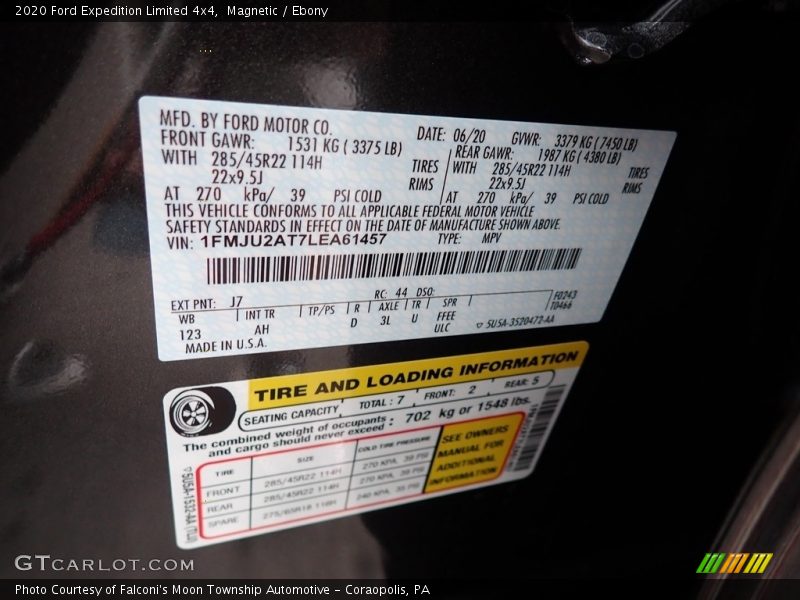 2020 Ford Expedition Limited 4x4, Magnetic / Ebony
MFD. BY FORD MOTOR CO. DATE: 06/20 GVWR: 3379 KG ( 7450 LB)
FRONT GAWR: 1531 KG ( 3375 LB) REAR GAWR: 1987 KG ( 4380 LB)
WITH 285/45R22 114H TIRES WITH 285/45R22 114H TIRES
22x9.5J RIMS 22x9.5J RIMS
AT 270 kPa/ 39 PSI COLD AT 270 kPa/ 39 PSI COLD
THIS VEHICLE CONFORMS TO ALL APPLICABLE FEDERAL MOTOR VEHICLE
SAFETY STANDARDS IN EFFECT ON THE DATE OF MANUFACTURE SHOWN ABOVE.
VIN: 1FMJU2AT7LEA61457 TYPE: MPV
EXT PNT: J7 RC: 44 DSO: F0243
WB INT TR TP/PS R AXLE TR SPR T0466
123 AH D 3L U FFEE
ULC
MADE IN U.S.A. 5U5A-3520472-AA
TIRE AND LOADING INFORMATION
SEATING CAPACITY TOTAL : 7 FRONT: 2 REAR: 5
The combined weight of occupants : 702 kg or 1548 lbs.
and cargo should never exceed
TIRE SIZE COLD TIRE PRESSURE
FRONT 285/45R22 114H 270 KPA, 39 PSI
REAR 285/45R22 114H 270 KPA, 39 PSI
SPARE 275/65R18 116H 240 KPA, 35 PSI
SEE OWNERS
MANUAL FOR
ADDITIONAL
INFORMATION
5U5A-1532-AA
GTCARLOT.COM
Photo Courtesy of Falconi's Moon Township Automotive – Coraopolis, PA